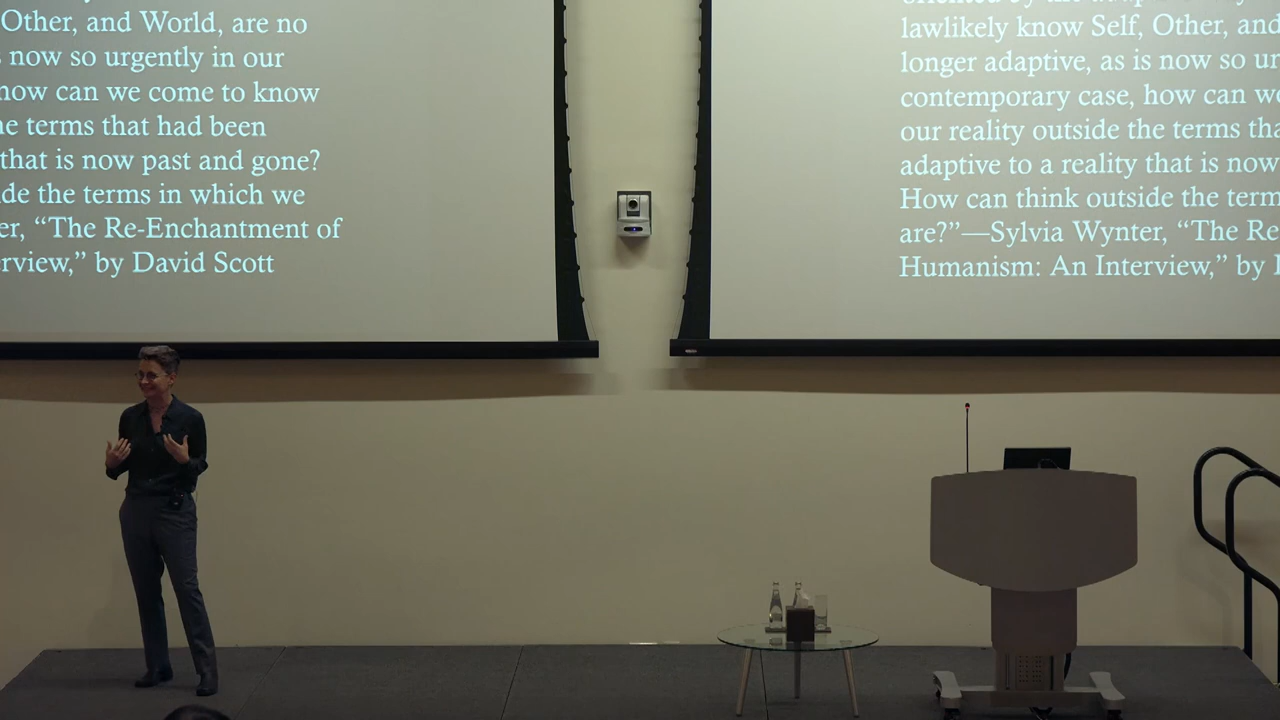 Other, and World, are no
now so urgently in our
now can we come to know
e terms that had been
that is now past and gone?
de the terms in which we
er, “The Re-Enchantment of
erview,” by David Scott
lawlikely know Self, Other, and
longer adaptive, as is now so ur
contemporary case, how can we
our reality outside the terms tha
adaptive to a reality that is now
How can think outside the term
are?”—Sylvia Wynter, “The Re
Humanism: An Interview,” by